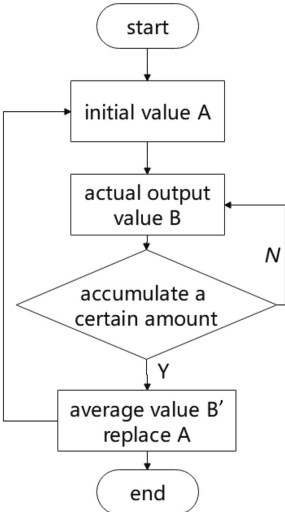 start
initial value A
actual output
value B
N
accumulate a
certain amount
Y
average value B’
replace A
end